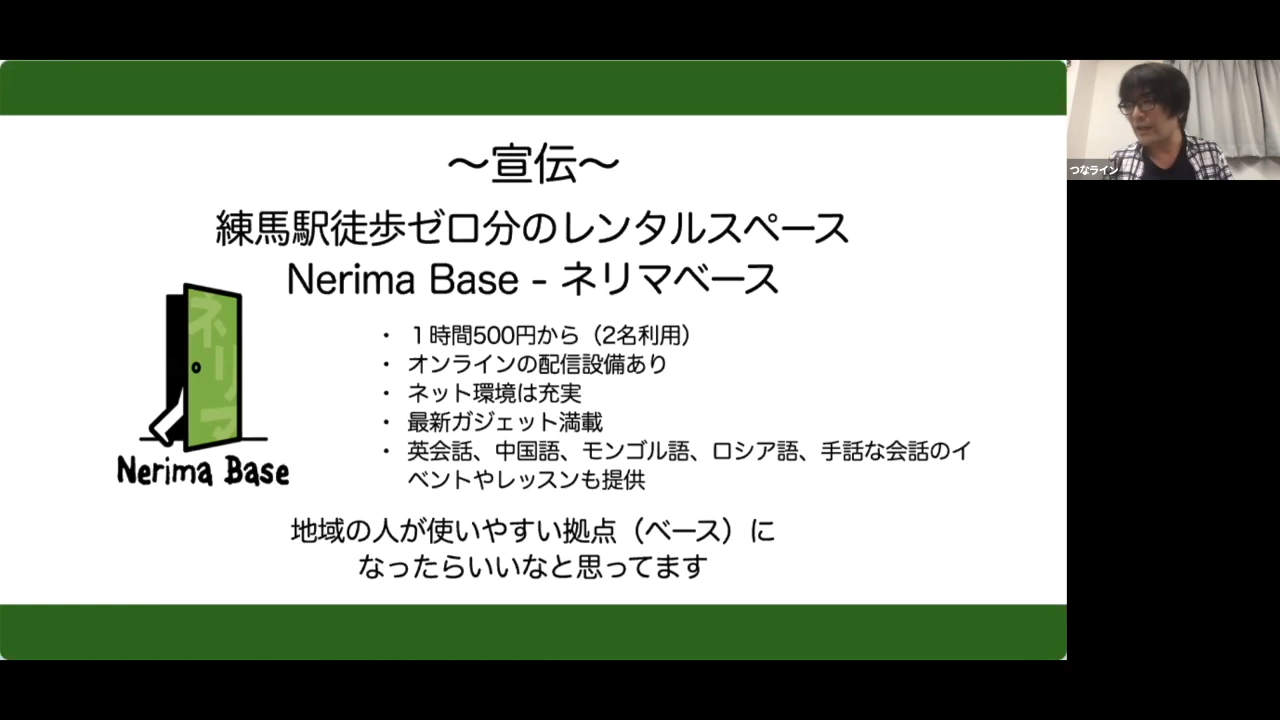 〜宣伝〜
練馬駅徒歩ゼロ分のレンタルスペース
Nerima Base - ネリマベース
・ １時間500円から（2名利用）
・ オンラインの配信設備あり
・ ネット環境は充実
・ 最新ガジェット満載
・ 英会話、中国語、モンゴル語、ロシア語、手話な会話のイ
ベントやレッスンも提供
地域の人が使いやすい拠点（ベース）に
なったらいいなと思ってます
ネリマ
Nerima Base
つなライン